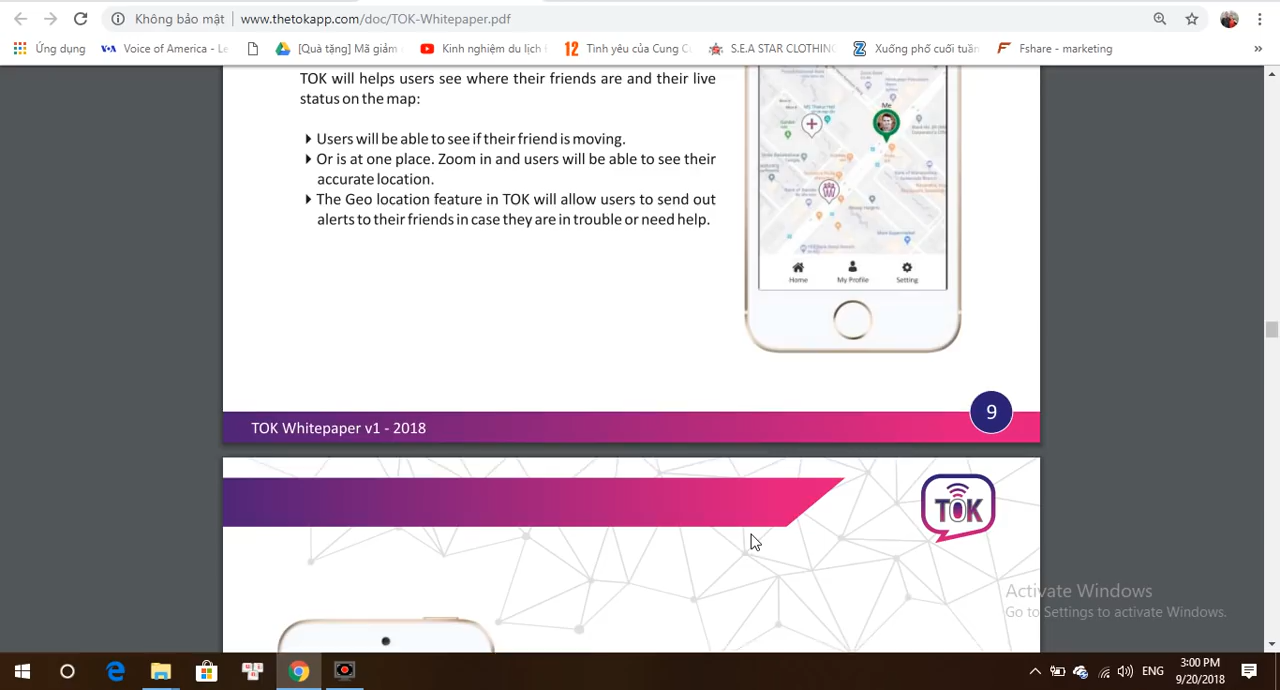 Không bảo mật
www.thetokapp.com/doc/TOK-Whitepaper.pdf
Ứng dụng
Voice of America - Le
[Quà tặng] Mã giảm
Kinh nghiệm du lịch
Tinh yêu của Cung C
S.E.A STAR CLOTHING
Xuống phố cuối tuần
Fshare - marketing
»
TOK will helps users see where their friends are and their live
status on the map:
Users will be able to see if their friend is moving.
Or is at one place. Zoom in and users will be able to see their
accurate location.
The Geo location feature in TOK will allow users to send out
alerts to their friends in case they are in trouble or need help.
Me
Home
My Profile
Setting
TOK Whitepaper v1 - 2018
9
TOK
Activate Windows
Go to Settings to activate Windows.
ENG
3:00 PM
9/20/2018